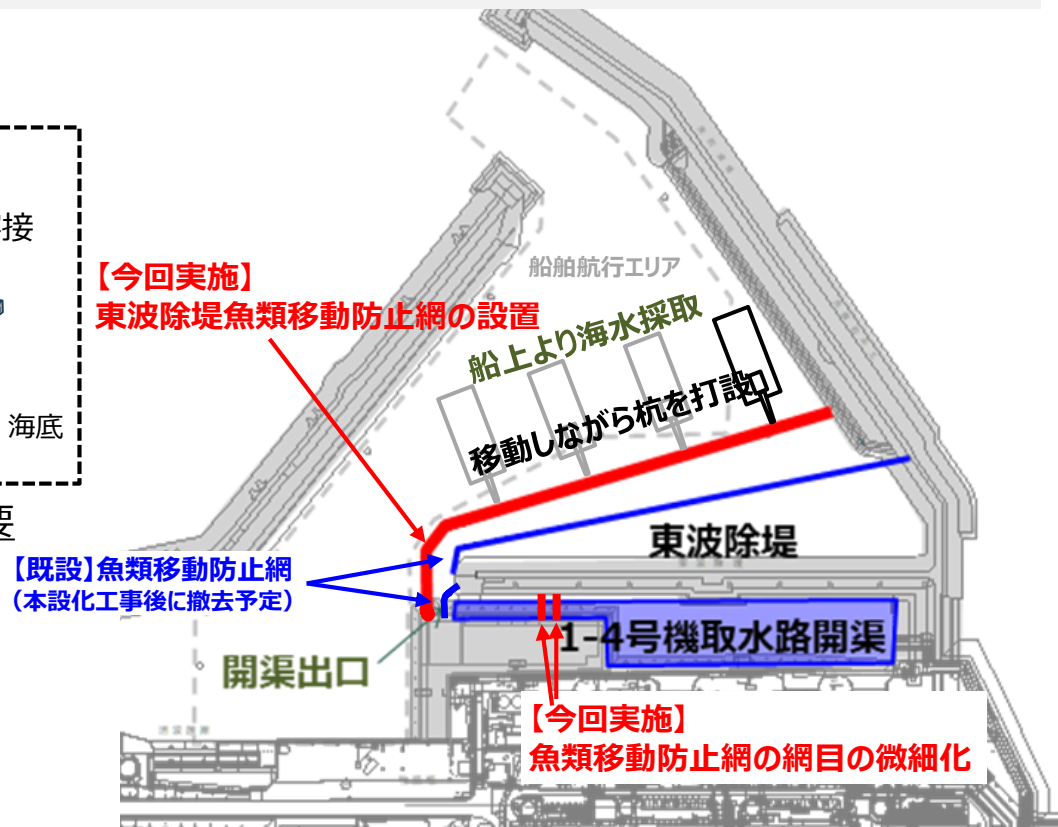 接
海底
要
【今回実施】
東波除堤魚類移動防止網の設置
船舶航行エリア
船上より海水採取
移動しながら杭を打設
東波除堤
【既設】魚類移動防止網
（本設化工事後に撤去予定）
1-4号機取水路開渠
開渠出口
【今回実施】
魚類移動防止網の網目の微細化